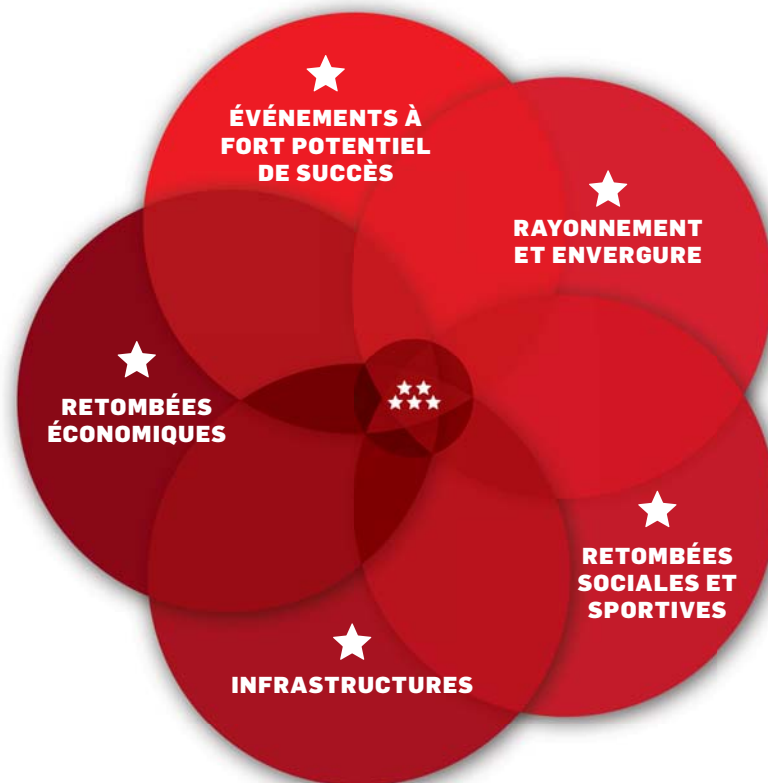 ÉVÉNEMENTS À
FORT POTENTIEL
DE SUCCÈS
RAYONNEMENT
ET ENVERGURE
RETOMBÉES
ÉCONOMIQUES
RETOMBÉES
SOCIALES ET
SPORTIVES
INFRASTRUCTURES